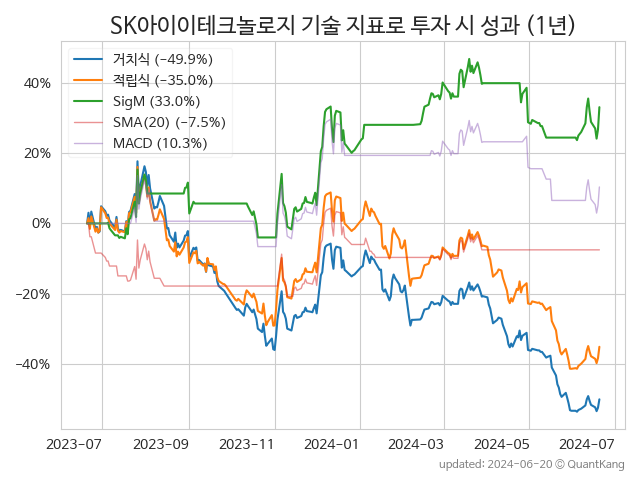 SK아이이테크놀로지 기술 지표로 투자 시 성과 (1년)
거치식 (−49.9%)
적립식 (−35.0%)
SigM (33.0%)
SMA(20) (−7.5%)
MACD (10.3%)
40%
20%
0%
−20%
−40%
2023-07 2023-09 2023-11 2024-01 2024-03 2024-05 2024-07
updated: 2024-06-20 © QuantKang